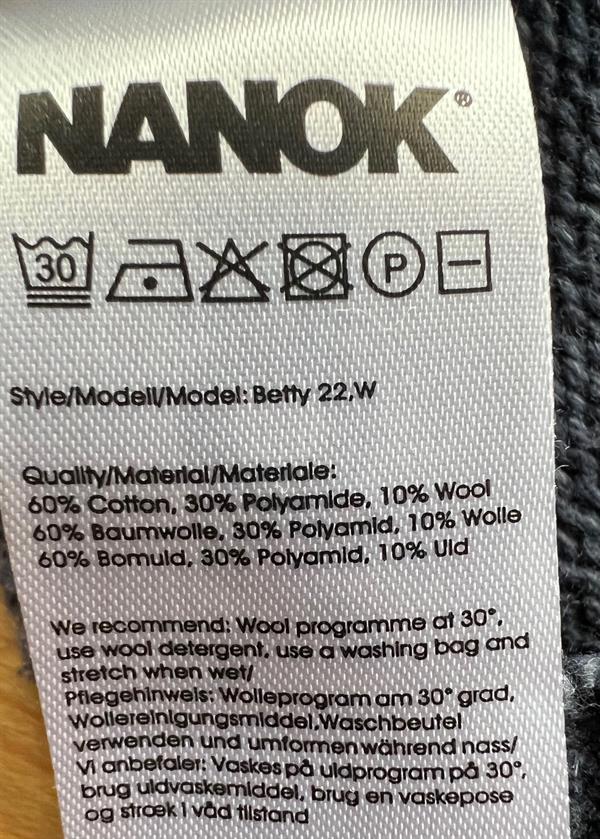 NANOK®
30
P
Style/Modell/Model: Betty 22,W
Quality/Material/Materiale:
60% Cotton, 30% Polyamide, 10% Wool
60% Baumwolle, 30% Polyamid, 10% Wolle
60% Bomuld, 30% Polyamid, 10% Uld
We recommend: Wool programme at 30°,
use wool detergent, use a washing bag and
stretch when wet/
Pflegehinweis: Wolleprogram am 30° grad,
Wollereinigungsmiddel,Waschbeutel
verwenden und umformen während nass/
Vi anbefaler: Vaskes på uldprogram på 30°,
brug uldvaskemiddel, brug en vaskepose
og stræk i våd tilstand